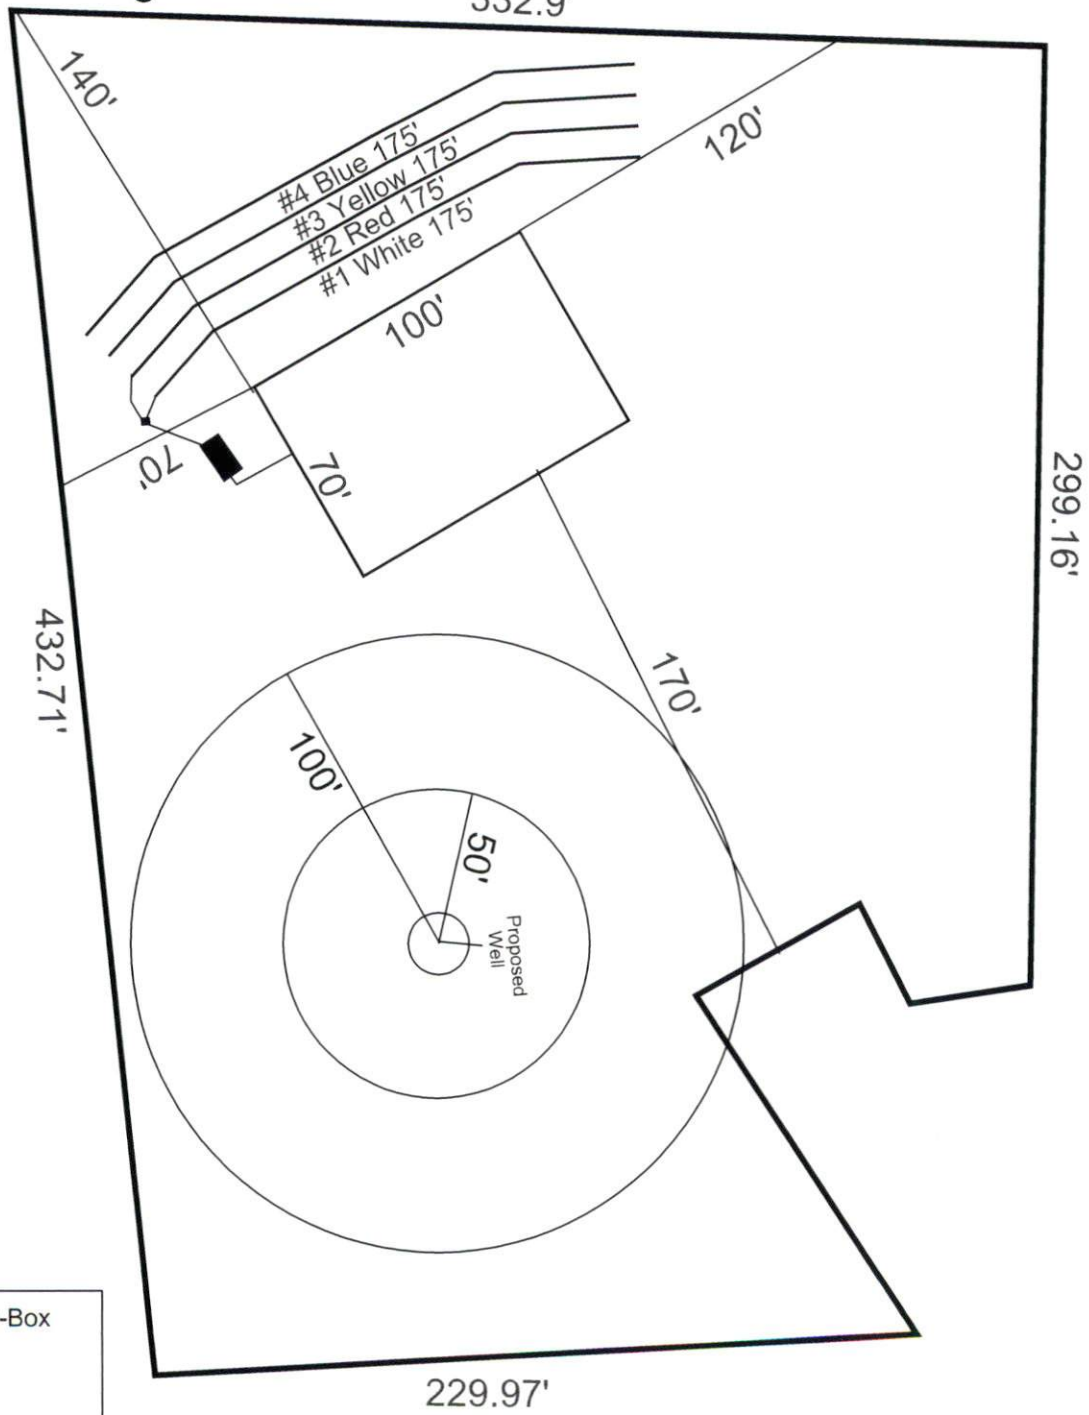 140'
#4 Blue 175'
#3 Yellow 175'
#2 Red 175'
#1 White 175'
120'
100'
70'
70'
299.16'
432.71'
170'
100'
50'
Proposed
Well
-Box
229.97'